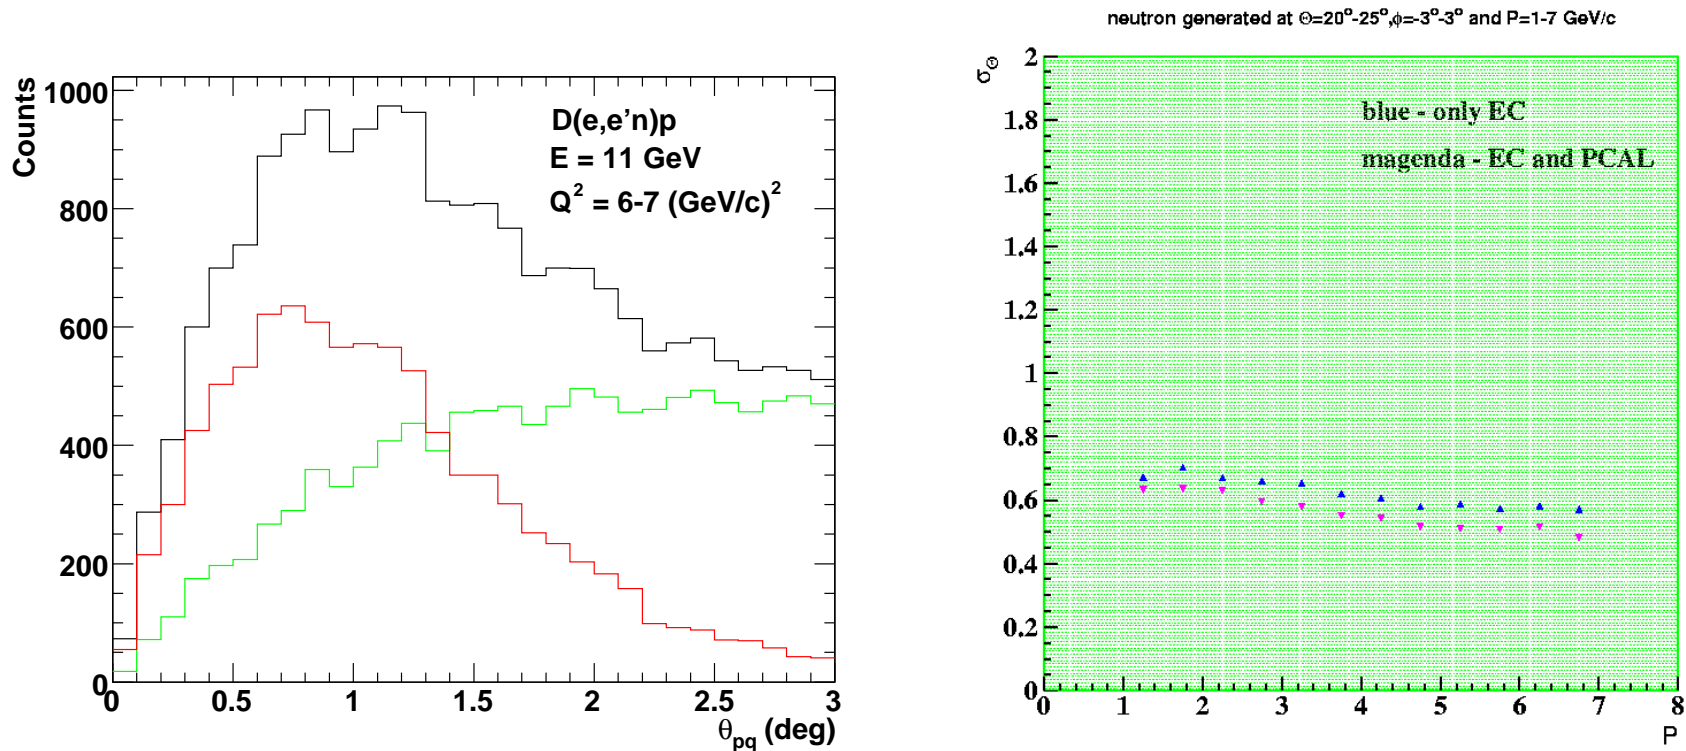 Counts
1000
800
600
400
200
0
D(e,e’n)p
E = 11 GeV
Q² = 6-7 (GeV/c)²
0 0.5 1 1.5 2 2.5 3
θpq (deg)
neutron generated at Θ=20°-25°,ϕ=-3°-3° and P=1-7 GeV/c
σΘ
2
1.8
1.6
1.4
1.2
1
0.8
0.6
0.4
0.2
0
blue - only EC
magenda - EC and PCAL
0 1 2 3 4 5 6 7 8
P